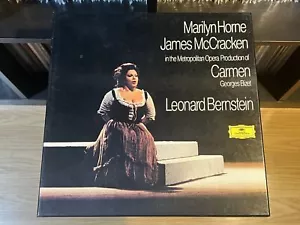 Marilyn Horne
James McCracken
in the Metropolitan Opera Production of
Carmen
Georges Bizet
Leonard Bernstein